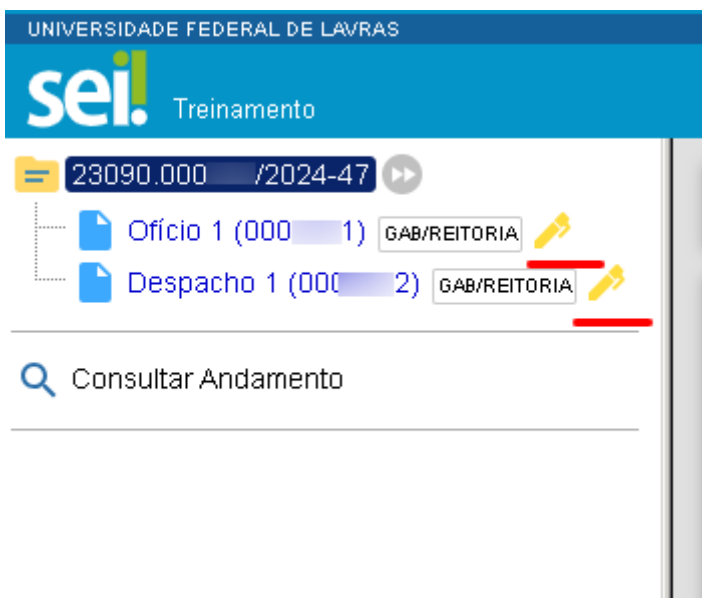 UNIVERSIDADE FEDERAL DE LAVRAS
sei! Treinamento
23090.000 /2024-47
Ofício 1 (000 1) GAB/REITORIA
Despacho 1 (000 2) GAB/REITORIA
Consultar Andamento